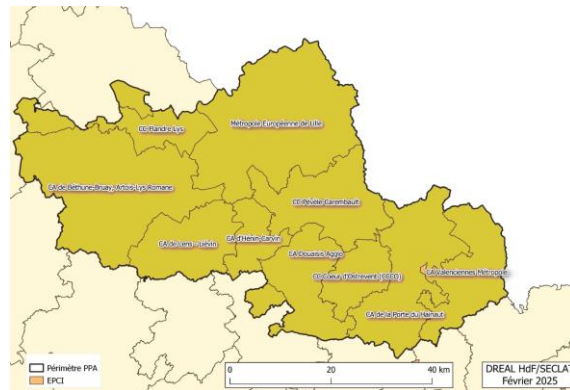 CC Flandre Lys
Métropole Européenne de Lille
CA de Béthune-Bruay, Artois-Lys Romane
CC Pévèle Carembault
CA de Lens - Liévin
CA d'Hénin-Carvin
CA Douaisis Agglo
CC Coeur d'Ostrevent [CCCO]
CA Valenciennes Métropole
CA de la Porte du Hainaut
Périmètre PPA
EPCI
0 20 40 km
DREAL HdF/SECLAT
Février 2025